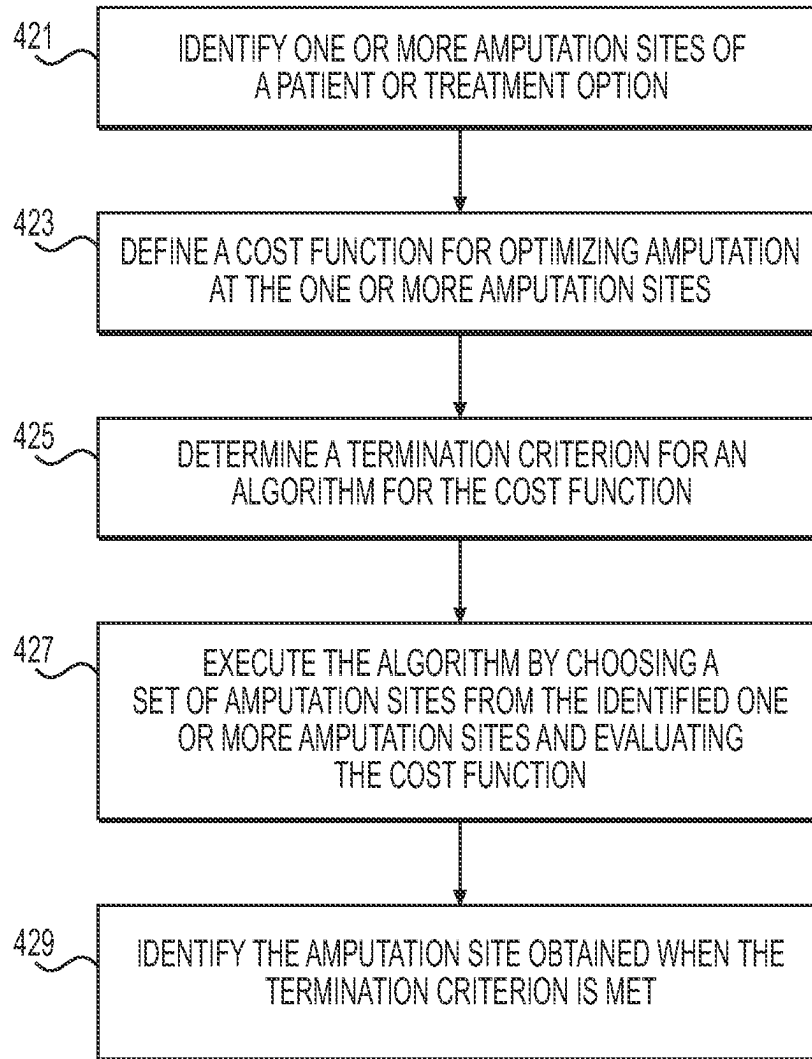 421
IDENTIFY ONE OR MORE AMPUTATION SITES OF
A PATIENT OR TREATMENT OPTION
423
DEFINE A COST FUNCTION FOR OPTIMIZING AMPUTATION
AT THE ONE OR MORE AMPUTATION SITES
425
DETERMINE A TERMINATION CRITERION FOR AN
ALGORITHM FOR THE COST FUNCTION
427
EXECUTE THE ALGORITHM BY CHOOSING A
SET OF AMPUTATION SITES FROM THE IDENTIFIED ONE
OR MORE AMPUTATION SITES AND EVALUATING
THE COST FUNCTION
429
IDENTIFY THE AMPUTATION SITE OBTAINED WHEN THE
TERMINATION CRITERION IS MET